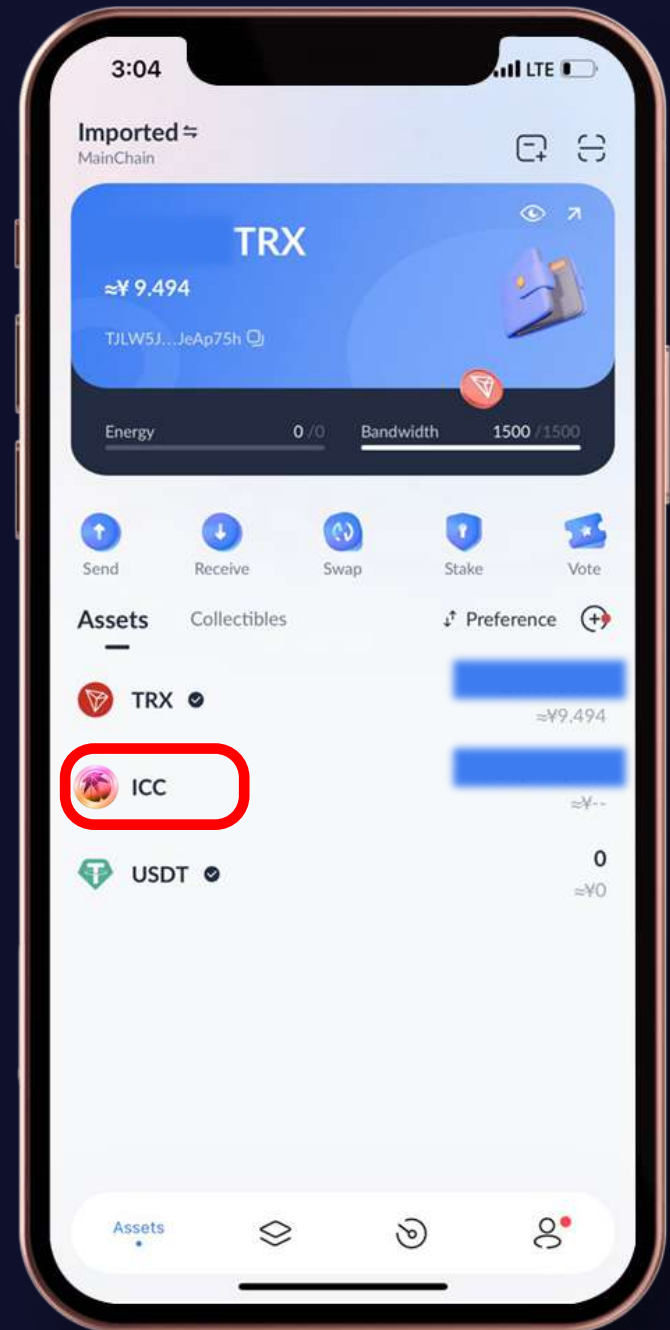 3:04 LTE
Imported
MainChain
TRX
≈¥ 9.494
TJLW5J...JeAp75h
Energy 0 /0 Bandwidth 1500 /1500
Send Receive Swap Stake Vote
Assets Collectibles Preference
TRX
≈¥9.494
ICC
≈¥--
USDT 0
≈¥0
Assets